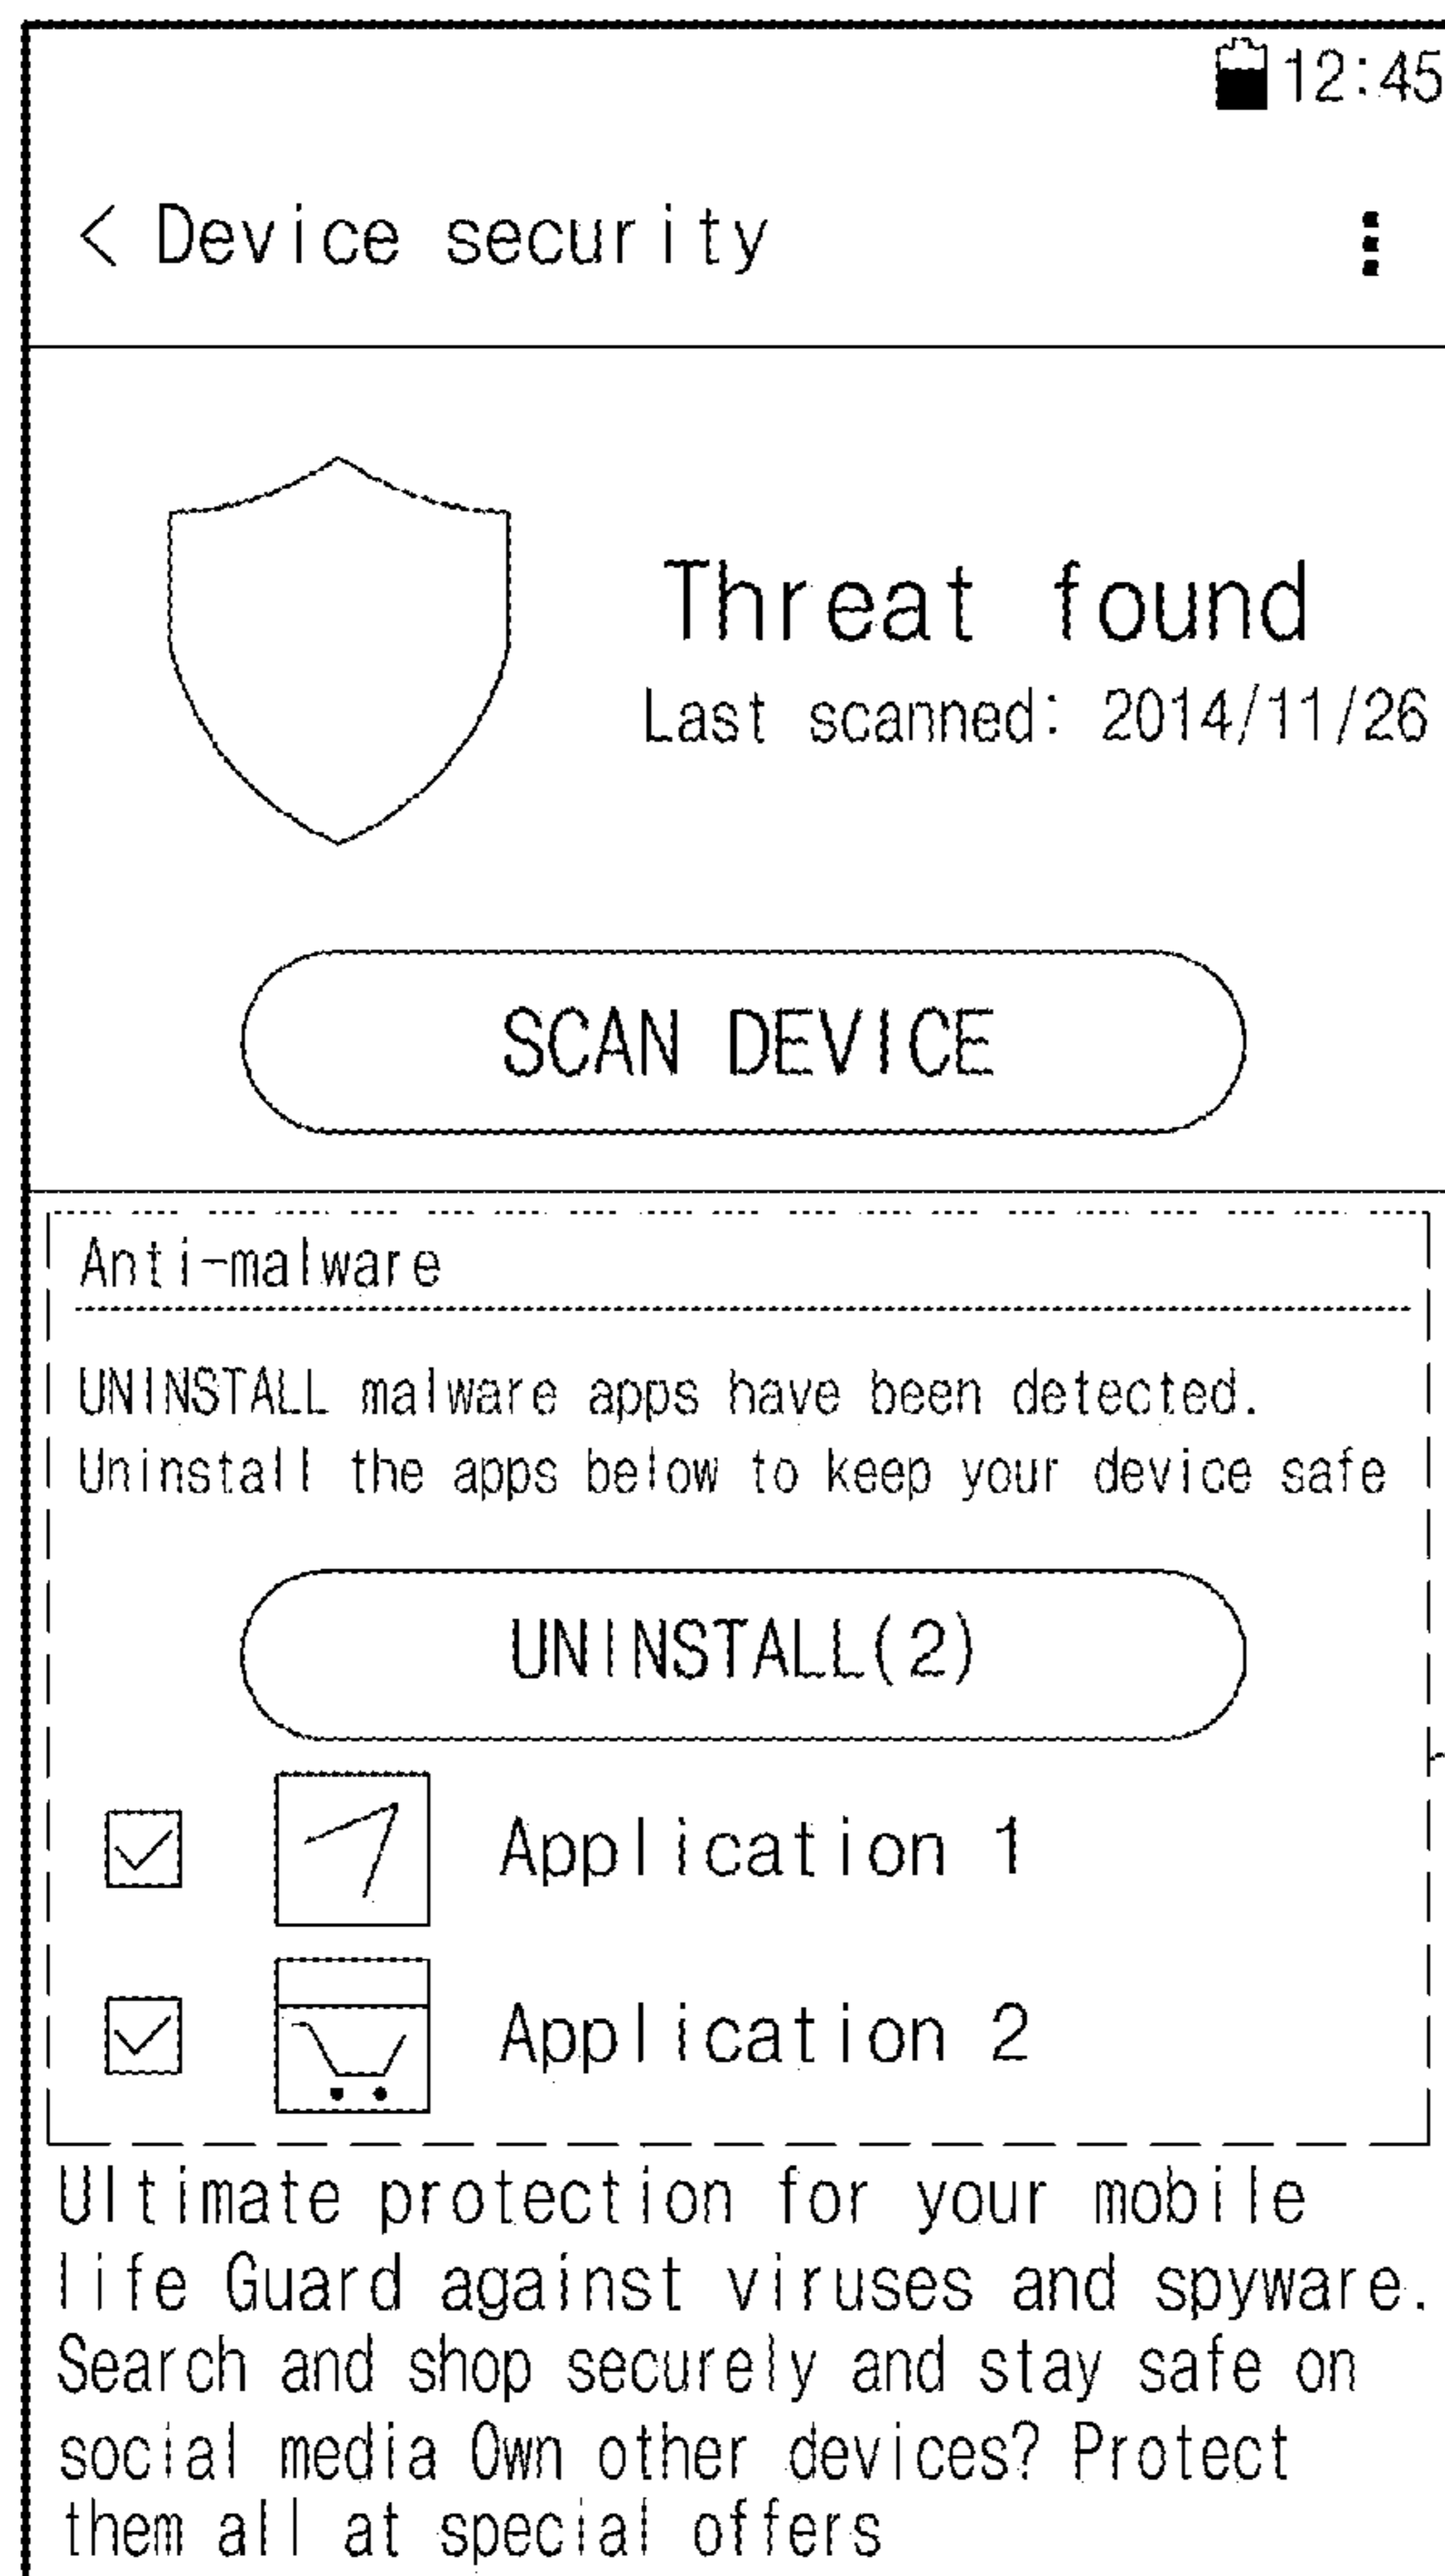 12:45
< Device security
Threat found
Last scanned: 2014/11/26
SCAN DEVICE
Anti-malware
UNINSTALL malware apps have been detected.
Uninstall the apps below to keep your device safe
UNINSTALL(2)
Application 1
Application 2
Ultimate protection for your mobile
life Guard against viruses and spyware.
Search and shop securely and stay safe on
social media Own other devices? Protect
them all at special offers